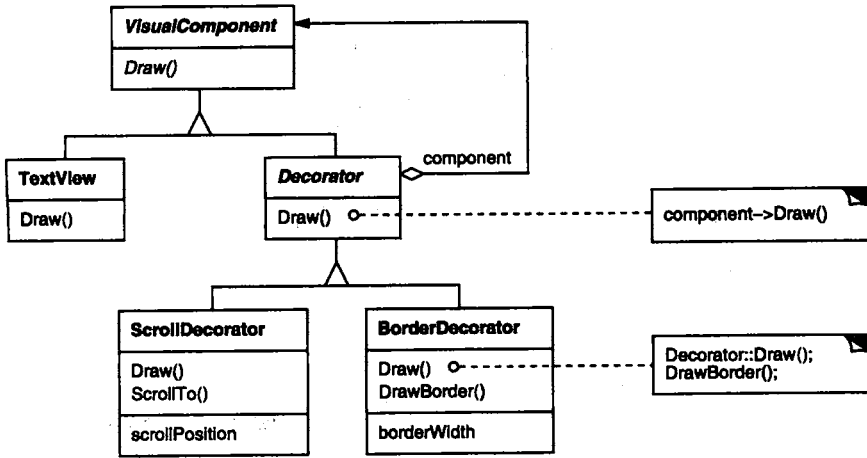 VisualComponent
Draw()
component
TextView
Draw()
Decorator
Draw()
component->Draw()
ScrollDecorator
Draw()
ScrollTo()
scrollPosition
BorderDecorator
Draw()
DrawBorder()
borderWidth
Decorator::Draw();
DrawBorder();